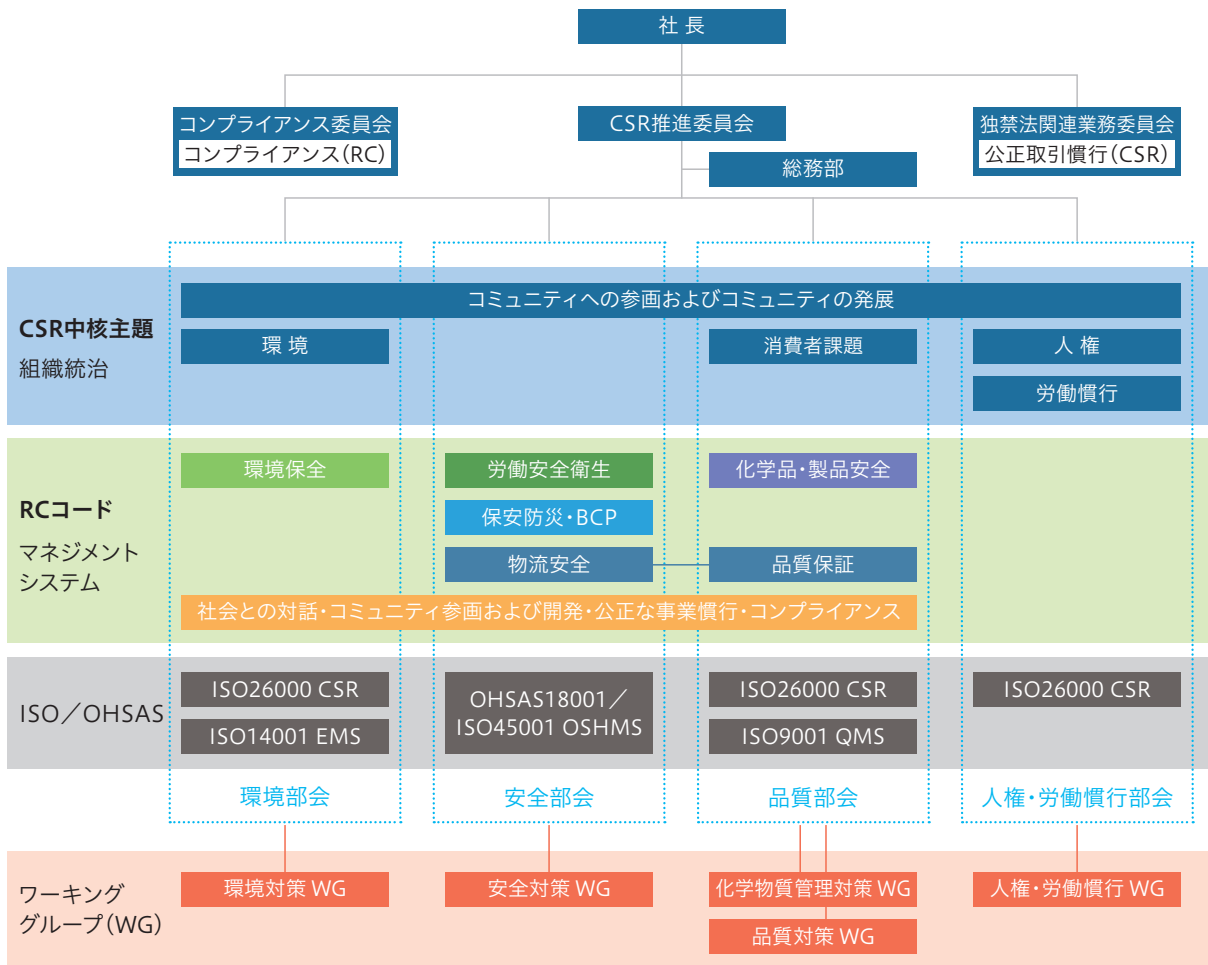 社長
コンプライアンス委員会
コンプライアンス（RC）
CSR推進委員会
独禁法関連業務委員会
公正取引慣行（CSR）
総務部
CSR中核主題
組織統治
コミュニティへの参画およびコミュニティの発展
環境
消費者課題
人権
労働慣行
RCコード
マネジメント
システム
環境保全
労働安全衛生
化学品・製品安全
保安防災・BCP
物流安全
品質保証
社会との対話・コミュニティ参画および開発・公正な事業慣行・コンプライアンス
ISO／OHSAS
ISO26000 CSR
ISO14001 EMS
OHSAS18001／
ISO45001 OSHMS
ISO26000 CSR
ISO9001 QMS
ISO26000 CSR
環境部会
安全部会
品質部会
人権・労働慣行部会
ワーキング
グループ（WG）
環境対策 WG
安全対策 WG
化学物質管理対策 WG
品質対策 WG
人権・労働慣行 WG